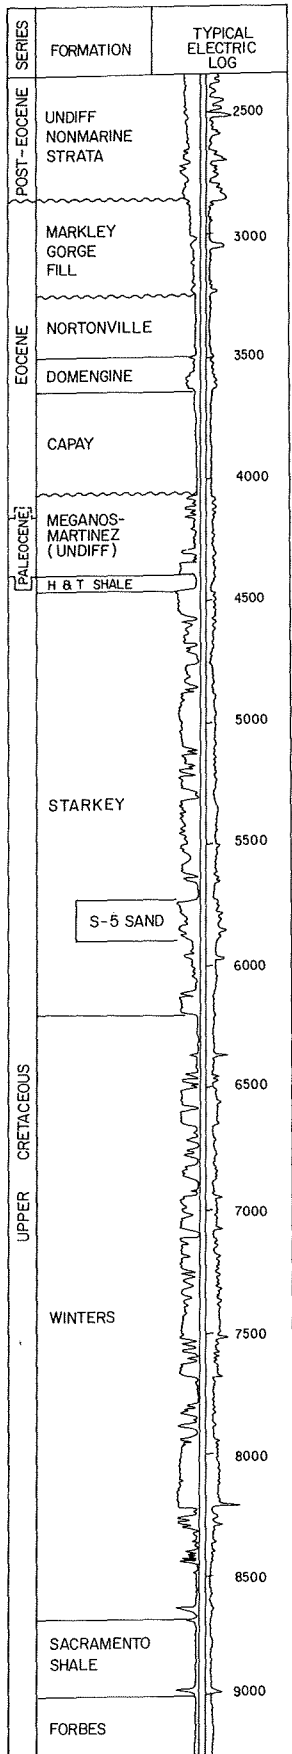 SERIES
FORMATION
TYPICAL
ELECTRIC
LOG
POST-EOCENE
UNDIFF
NONMARINE
STRATA
2500
EOCENE
MARKLEY
GORGE
FILL
3000
NORTONVILLE
3500
DOMENGINE
CAPAY
4000
PALEOCENE
MEGANOS-
MARTINEZ
(UNDIFF)
H & T SHALE
4500
UPPER CRETACEOUS
STARKEY
5000
5500
S-5 SAND
6000
WINTERS
6500
7000
7500
8000
8500
SACRAMENTO
SHALE
9000
FORBES